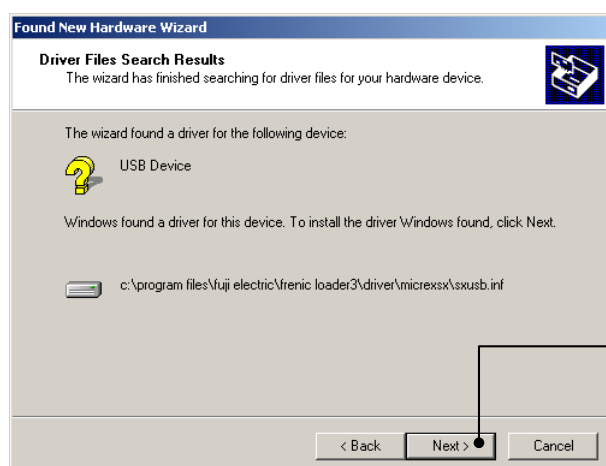 Found New Hardware Wizard
Driver Files Search Results
The wizard has finished searching for driver files for your hardware device.
The wizard found a driver for the following device:
USB Device
Windows found a driver for this device. To install the driver Windows found, click Next.
c:\program files\fuji electric\frenic loader3\driver\micrexsx\sxusb.inf
< Back Next > Cancel